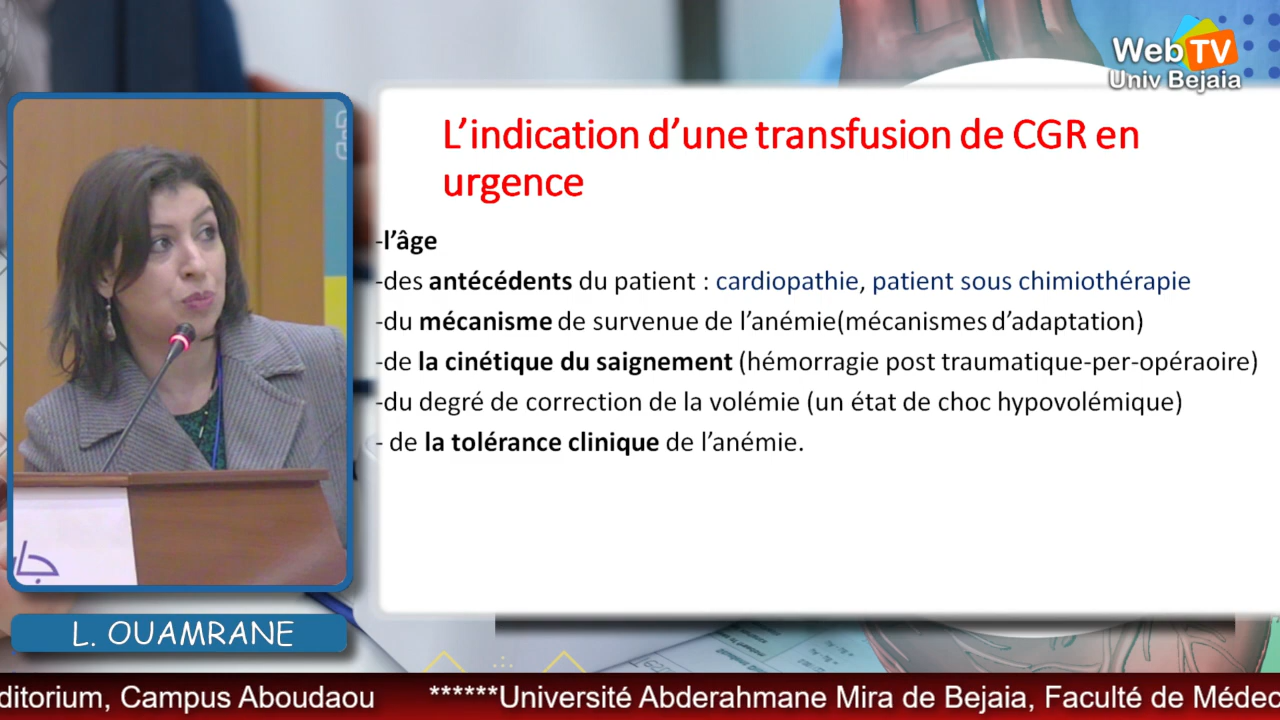 Web TV
Univ Bejaia
L'indication d'une transfusion de CGR en
urgence
-l'âge
-des antécédents du patient : cardiopathie, patient sous chimiothérapie
-du mécanisme de survenue de l'anémie(mécanismes d'adaptation)
-de la cinétique du saignement (hémorragie post traumatique-per-opéraoire)
-du degré de correction de la volémie (un état de choc hypovolémique)
- de la tolérance clinique de l'anémie.
L. OUAMRANE
ditorium, Campus Aboudaou ******Université Abderahmane Mira de Bejaia, Faculté de Médec